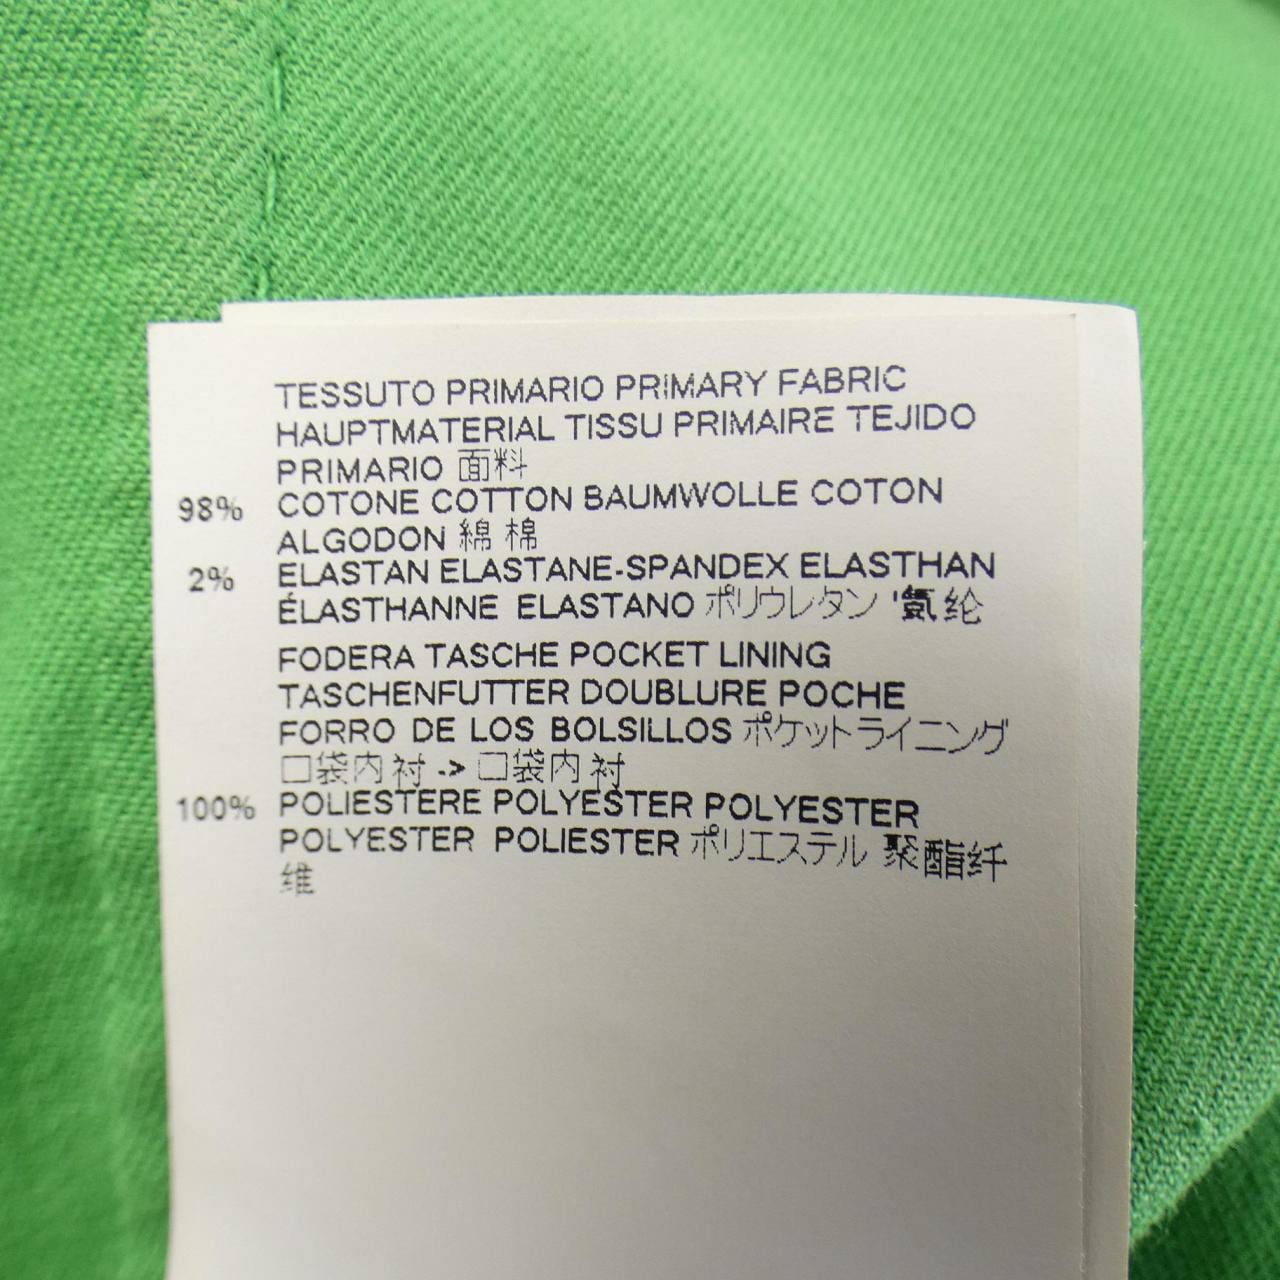 TESSUTO PRIMARIO PRIMARY FABRIC
HAUPTMATERIAL TISSU PRIMAIRE TEJIDO
PRIMARIO 面料
98% COTONE COTTON BAUMWOLLE COTON
ALGODON 綿 棉
2% ELASTAN ELASTANE-SPANDEX ELASTHAN
ÉLASTHANNE ELASTANO ポリウレタン '氨纶
FODERA TASCHE POCKET LINING
TASCHENFUTTER DOUBLURE POCHE
FORRO DE LOS BOLSILLOS ポケットライニング
口袋内衬 -> 口袋内衬
100% POLIESTERE POLYESTER POLYESTER
POLYESTER POLIESTER ポリエステル 聚酯纤
维